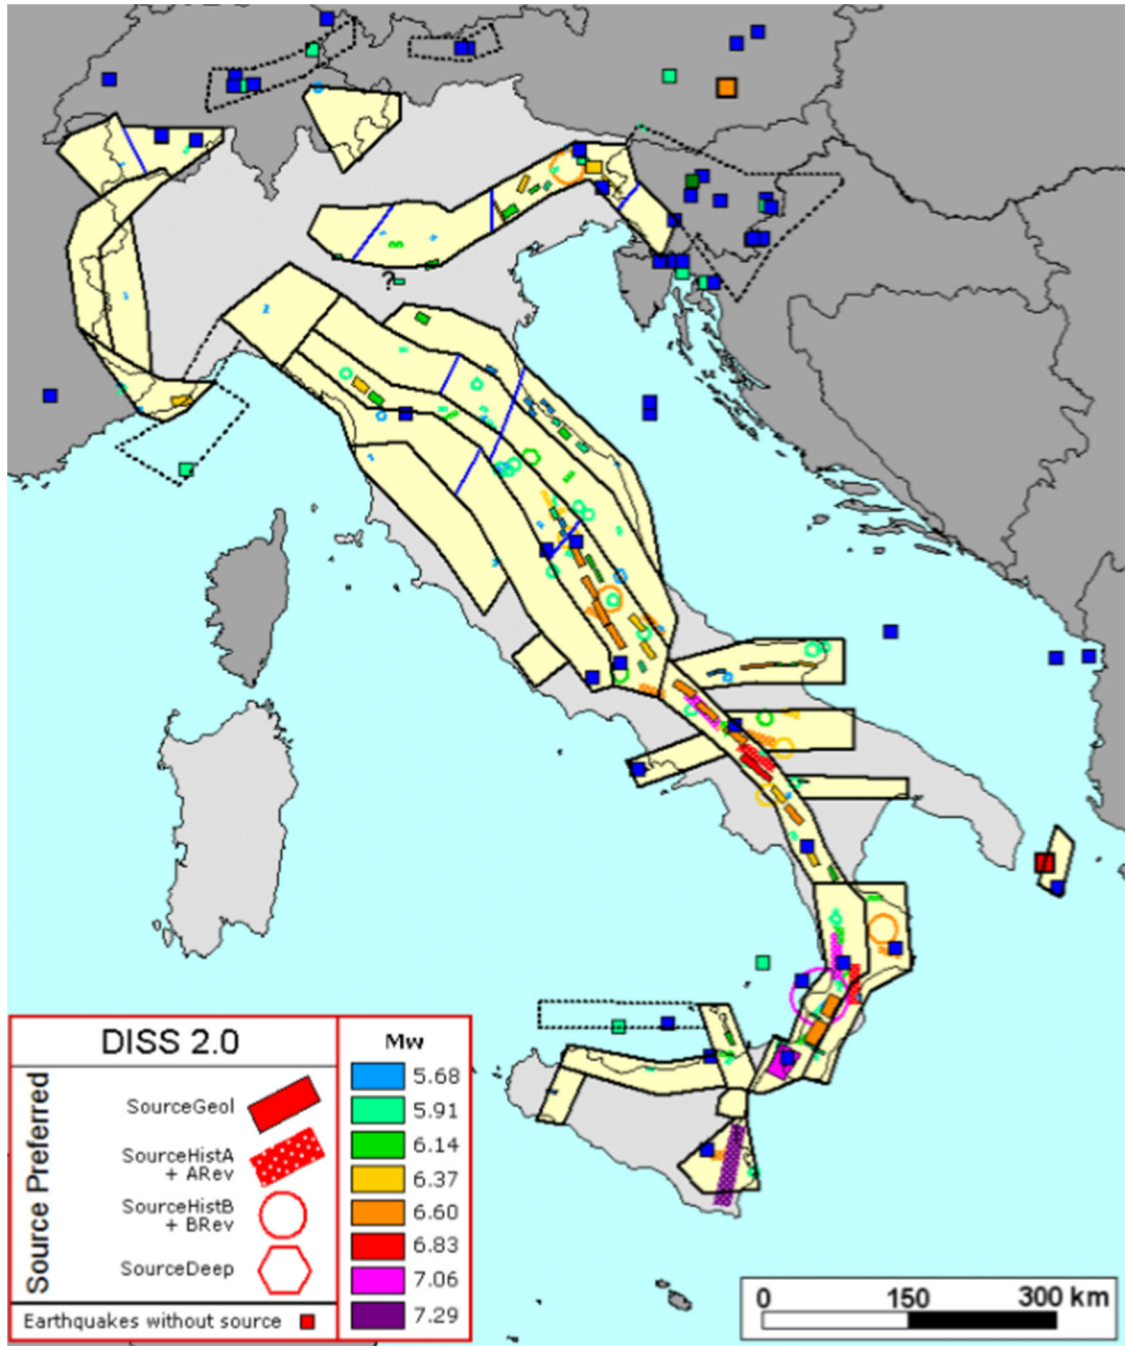 ?
DISS 2.0
Source Preferred
SourceGeol
SourceHistA
+ ARev
SourceHistB
+ BRev
SourceDeep
Earthquakes without source
Mw
5.68
5.91
6.14
6.37
6.60
6.83
7.06
7.29
0 150 300 km